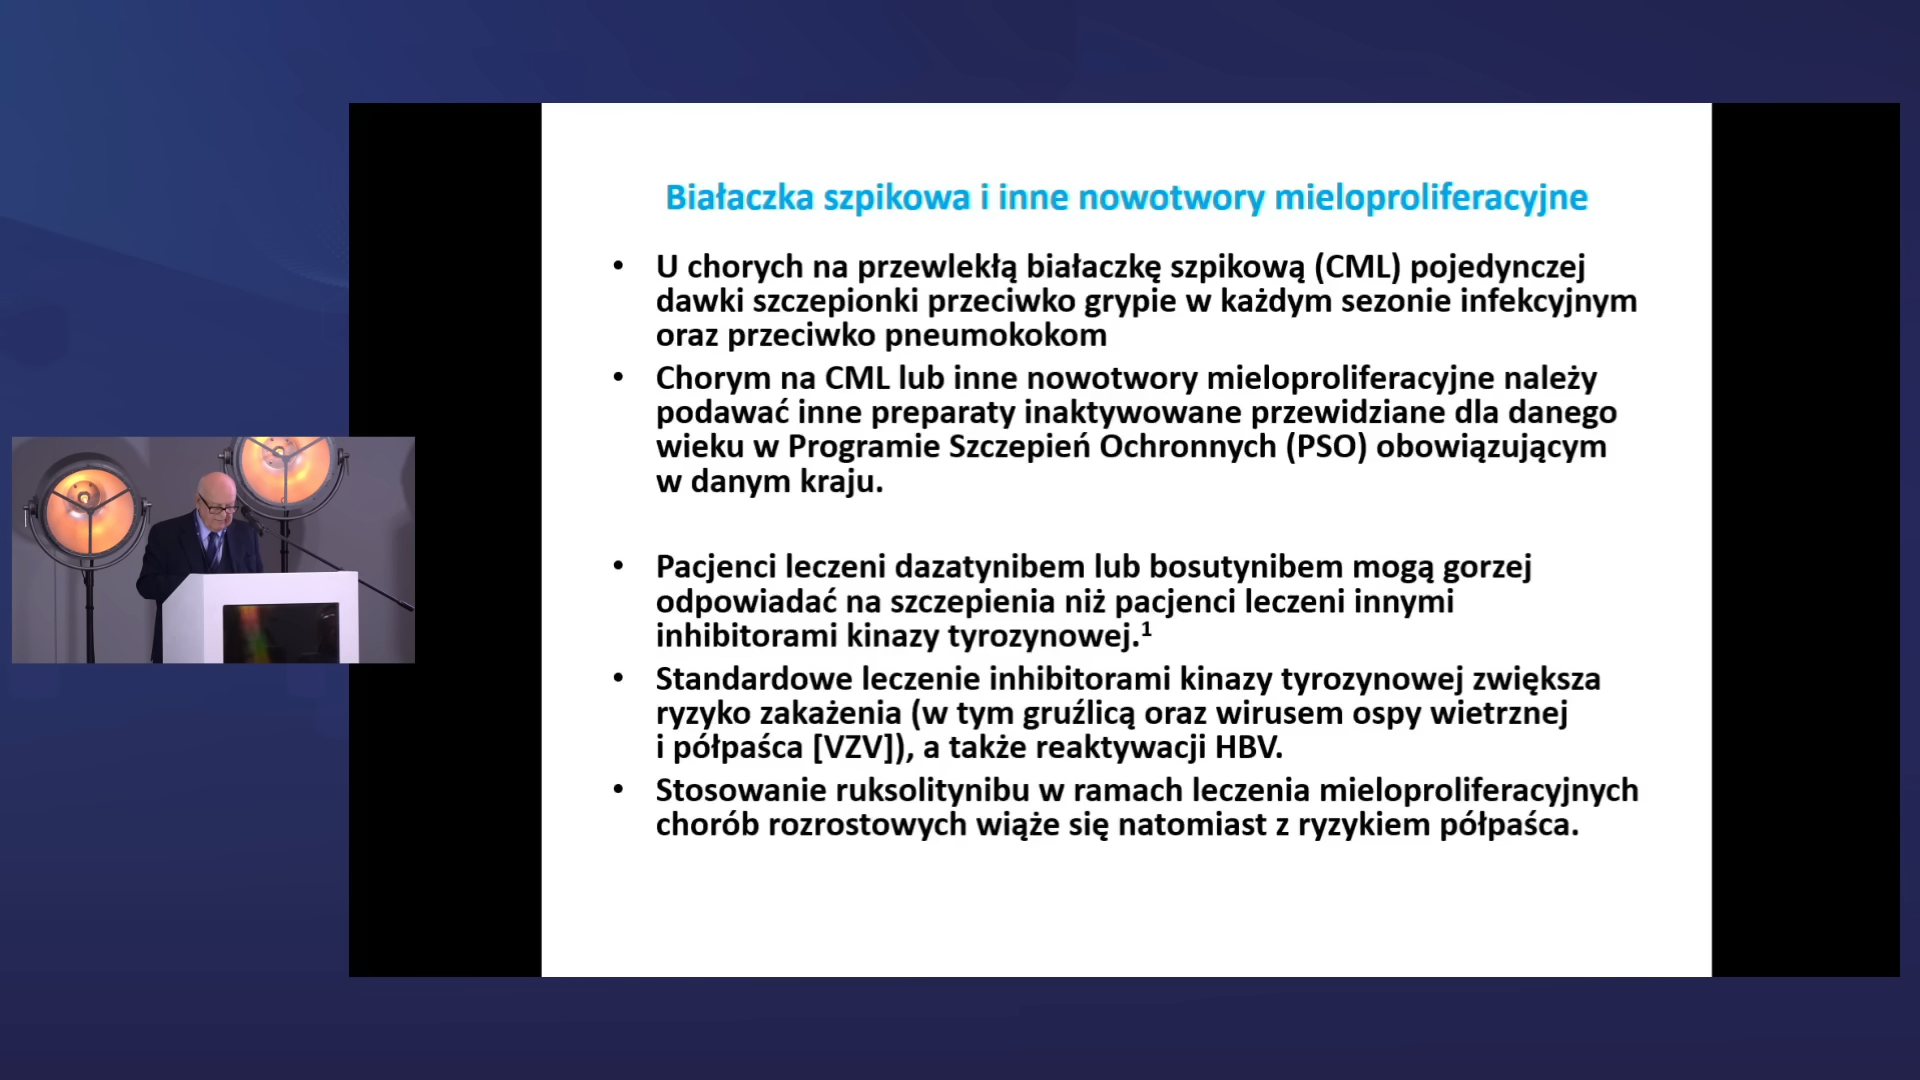 Białaczka szpikowa i inne nowotwory mieloproliferacyjne
• U chorych na przewlekłą białaczkę szpikową (CML) pojedynczej
dawki szczepionki przeciwko grypie w każdym sezonie infekcyjnym
oraz przeciwko pneumokokom
• Chorym na CML lub inne nowotwory mieloproliferacyjne należy
podawać inne preparaty inaktywowane przewidziane dla danego
wieku w Programie Szczepień Ochronnych (PSO) obowiązującym
w danym kraju.
• Pacjenci leczeni dazatynibem lub bosutynibem mogą gorzej
odpowiadać na szczepienia niż pacjenci leczeni innymi
inhibitorami kinazy tyrozynowej.¹
• Standardowe leczenie inhibitorami kinazy tyrozynowej zwiększa
ryzyko zakażenia (w tym gruźlicą oraz wirusem ospy wietrznej
i półpaśca [VZV]), a także reaktywacji HBV.
• Stosowanie ruksolitynibu w ramach leczenia mieloproliferacyjnych
chorób rozrostowych wiąże się natomiast z ryzykiem półpaśca.